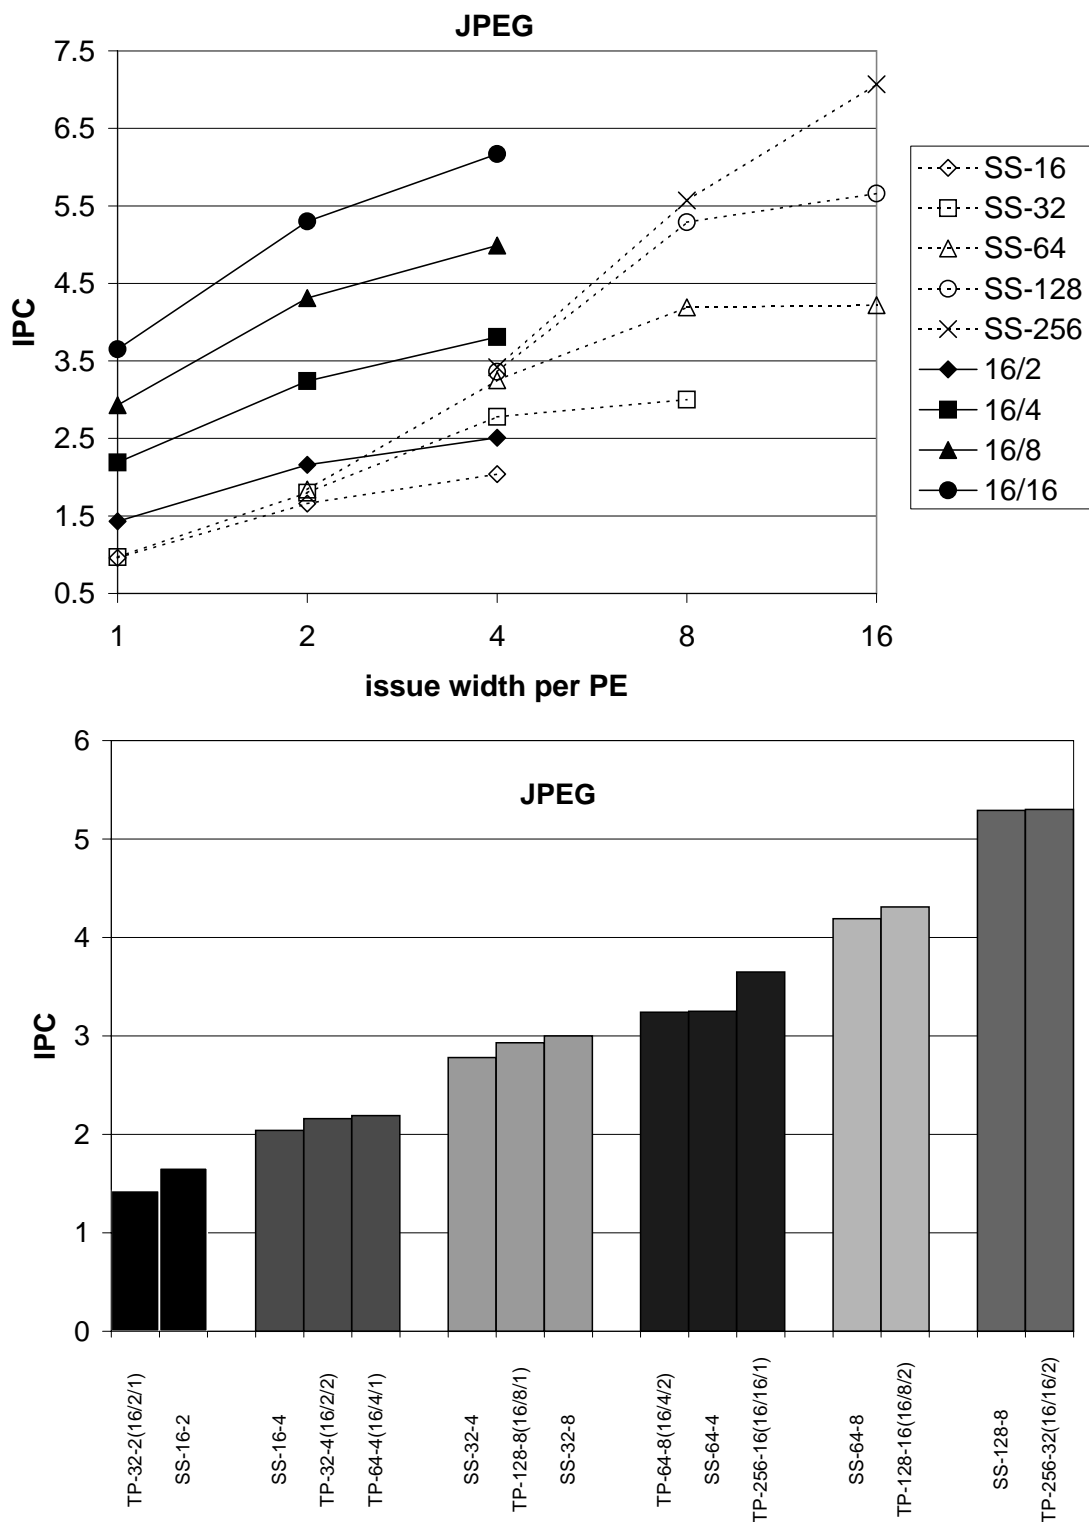 JPEG
7.5
6.5
5.5
4.5
3.5
2.5
1.5
0.5
IPC
1 2 4 8 16
issue width per PE
SS-16
SS-32
SS-64
SS-128
SS-256
16/2
16/4
16/8
16/16
JPEG
6
5
4
3
2
1
0
IPC
TP-32-2(16/2/1)
SS-16-2
SS-16-4
TP-32-4(16/2/2)
TP-64-4(16/4/1)
SS-32-4
TP-128-8(16/8/1)
SS-32-8
TP-64-8(16/4/2)
SS-64-4
TP-256-16(16/16/1)
SS-64-8
TP-128-16(16/8/2)
SS-128-8
TP-256-32(16/16/2)